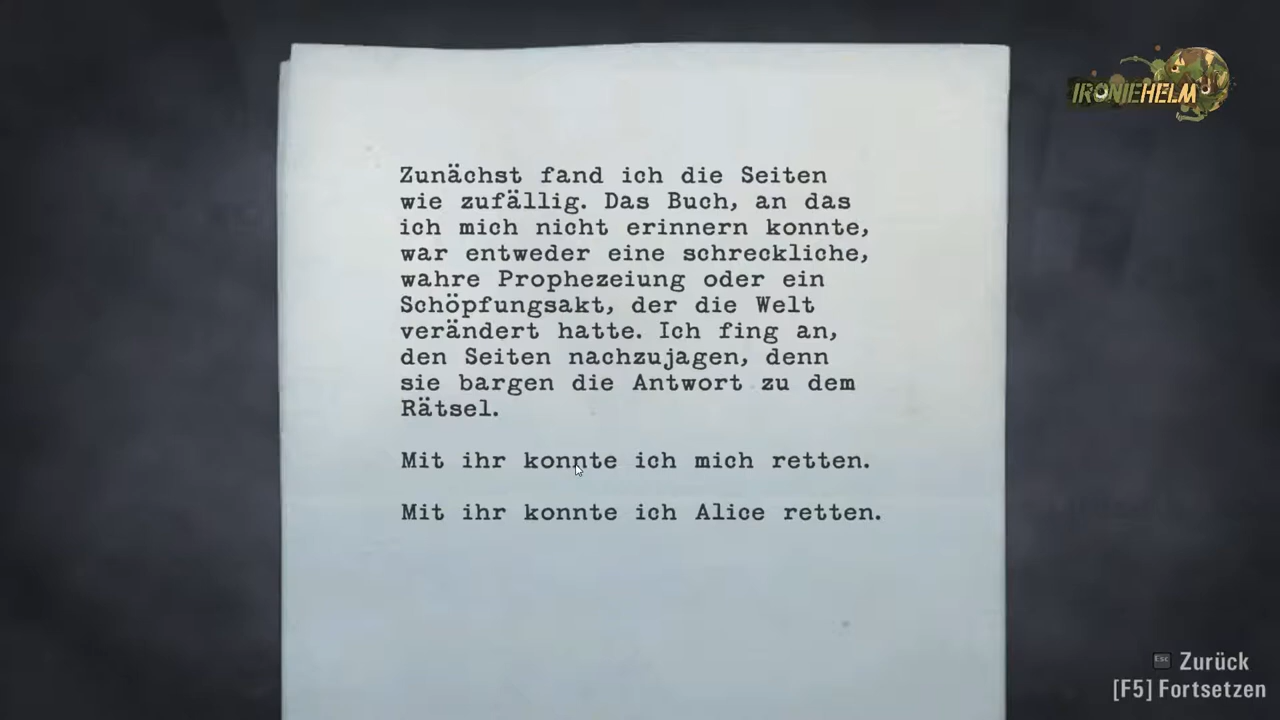 IRONIEHELM
Zunächst fand ich die Seiten
wie zufällig. Das Buch, an das
ich mich nicht erinnern konnte,
war entweder eine schreckliche,
wahre Prophezeiung oder ein
Schöpfungsakt, der die Welt
verändert hatte. Ich fing an,
den Seiten nachzujagen, denn
sie bargen die Antwort zu dem
Rätsel.
Mit ihr konnte ich mich retten.
Mit ihr konnte ich Alice retten.
Esc Zurück
[F5] Fortsetzen